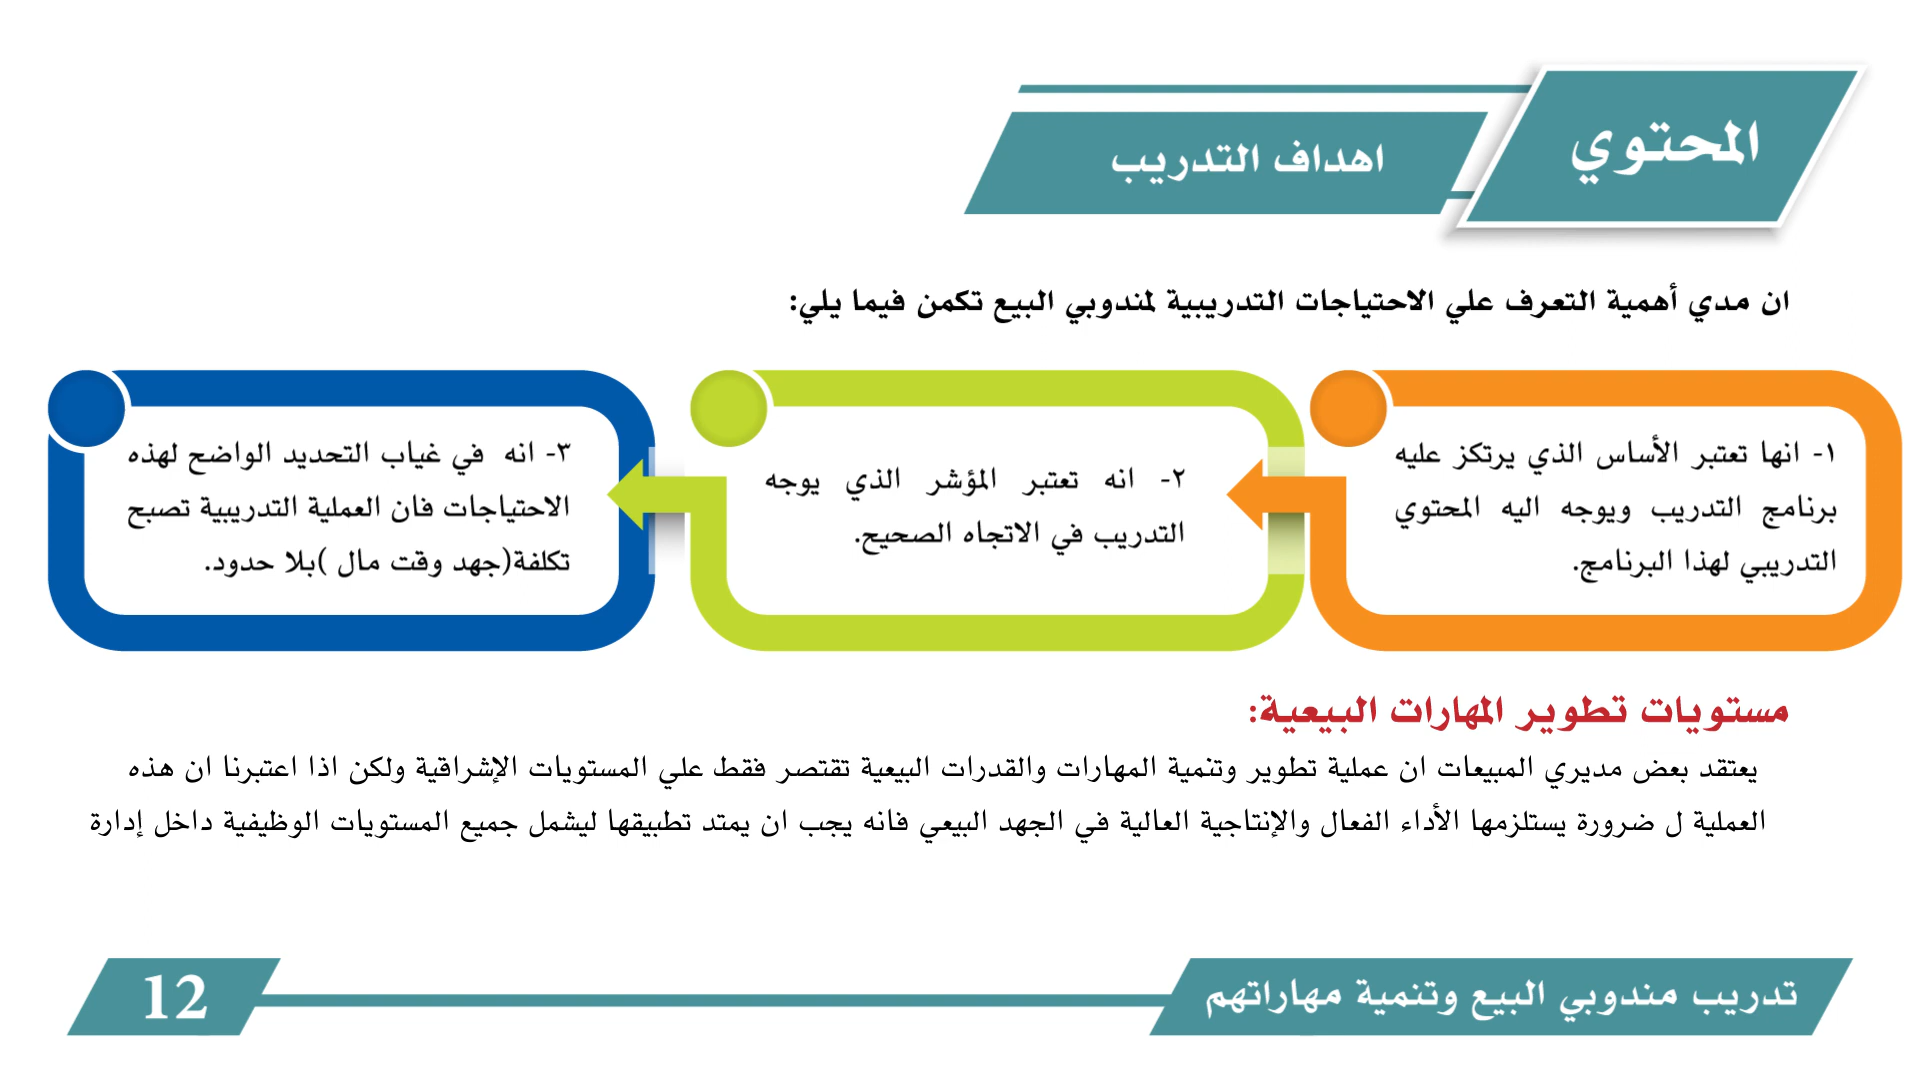 المحتوي
اهداف التدريب
ان مدي أهمية التعرف علي الاحتياجات التدريبية لمندوبي البيع تكمن فيما يلي:
١- انها تعتبر الأساس الذي يرتكز عليه
برنامج التدريب ويوجه اليه المحتوي
التدريبي لهذا البرنامج.
٢- انه تعتبر المؤشر الذي يوجه
التدريب في الاتجاه الصحيح.
٣- انه في غياب التحديد الواضح لهذه
الاحتياجات فان العملية التدريبية تصبح
تكلفة(جهد وقت مال )بلا حدود.
مستويات تطوير المهارات البيعية:
يعتقد بعض مديري المبيعات ان عملية تطوير وتنمية المهارات والقدرات البيعية تقتصر فقط علي المستويات الإشراقية ولكن اذا اعتبرنا ان هذه
العملية ل ضرورة يستلزمها الأداء الفعال والإنتاجية العالية في الجهد البيعي فانه يجب ان يمتد تطبيقها ليشمل جميع المستويات الوظيفية داخل إدارة
تدريب مندوبي البيع وتنمية مهاراتهم
12